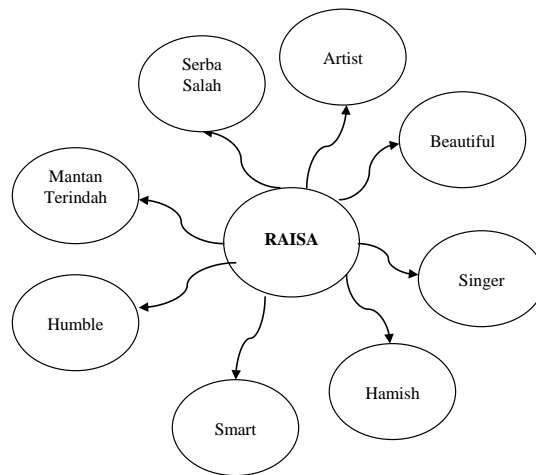 Serba
Salah
Artist
Beautiful
Mantan
Terindah
RAISA
Singer
Humble
Hamish
Smart